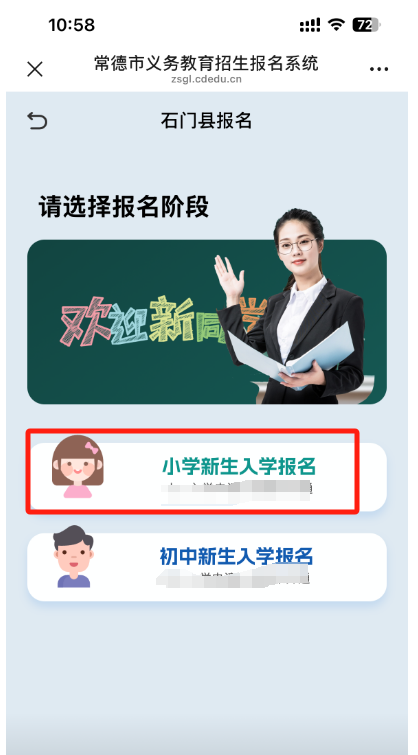 10:58
72
常德市义务教育招生报名系统
zsgl.cdedu.cn
石门县报名
请选择报名阶段
欢迎新同学
小学新生入学报名
初中新生入学报名